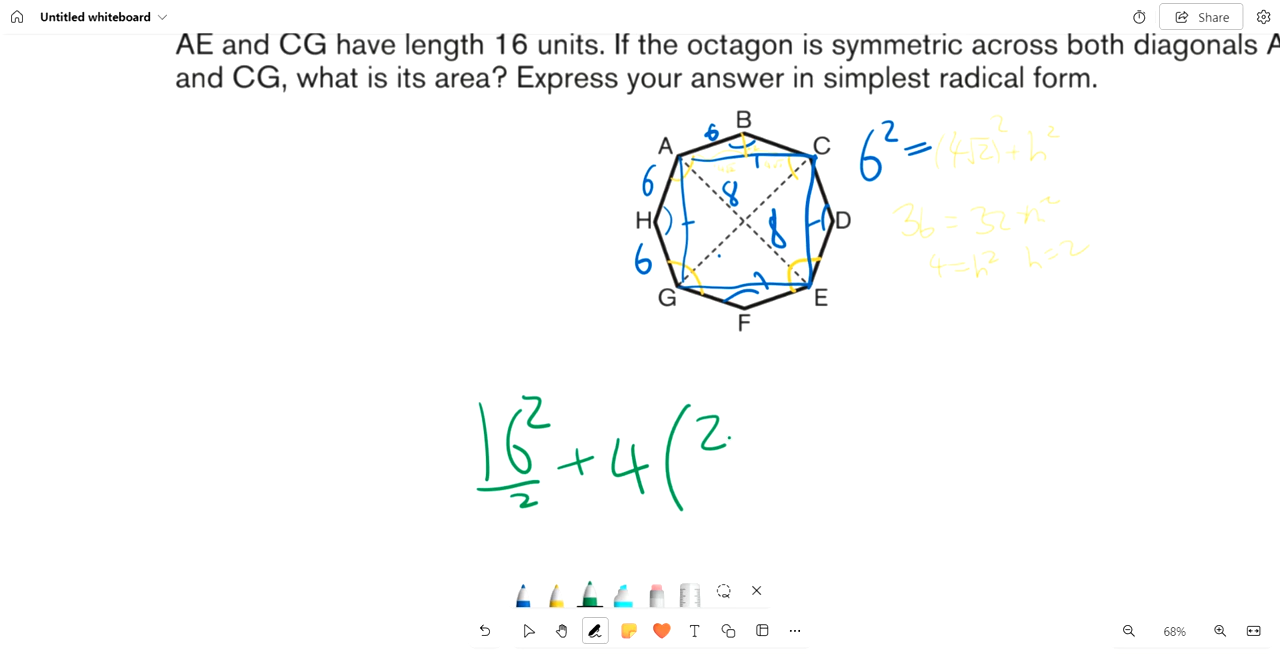 Untitled whiteboard
Share
AE and CG have length 16 units. If the octagon is symmetric across both diagonals A
and CG, what is its area? Express your answer in simplest radical form.
B
6
A
C
6² = (4√2)² + h²
6
8
H
8
D
36 = 32 + h²
6
4 = h² h = 2
G
E
F
16²/2 + 4(2.
68%